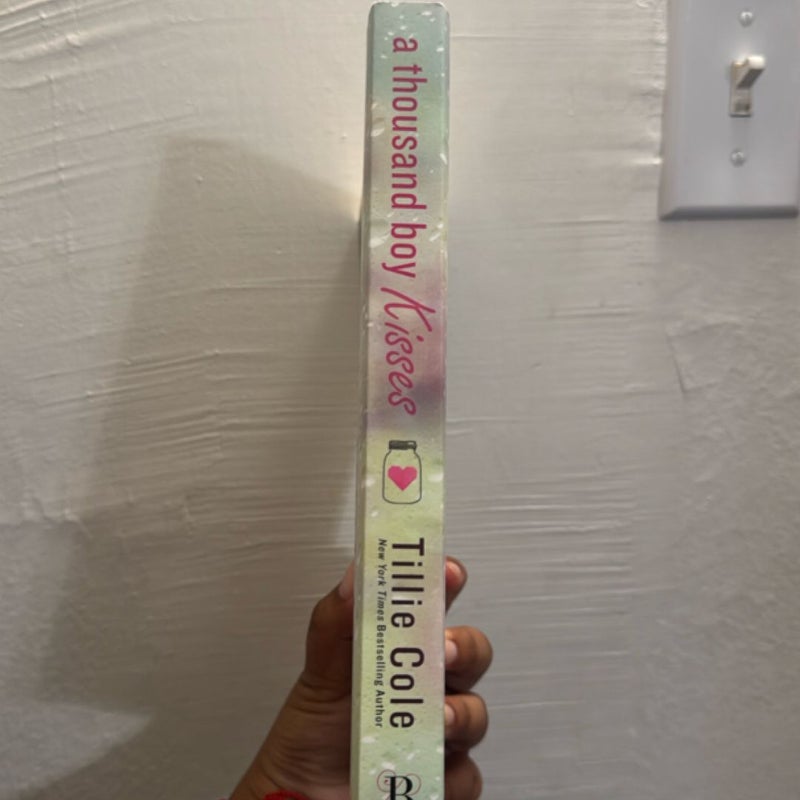 a thousand boy Kisses
Tillie Cole
New York Times Bestselling Author
B